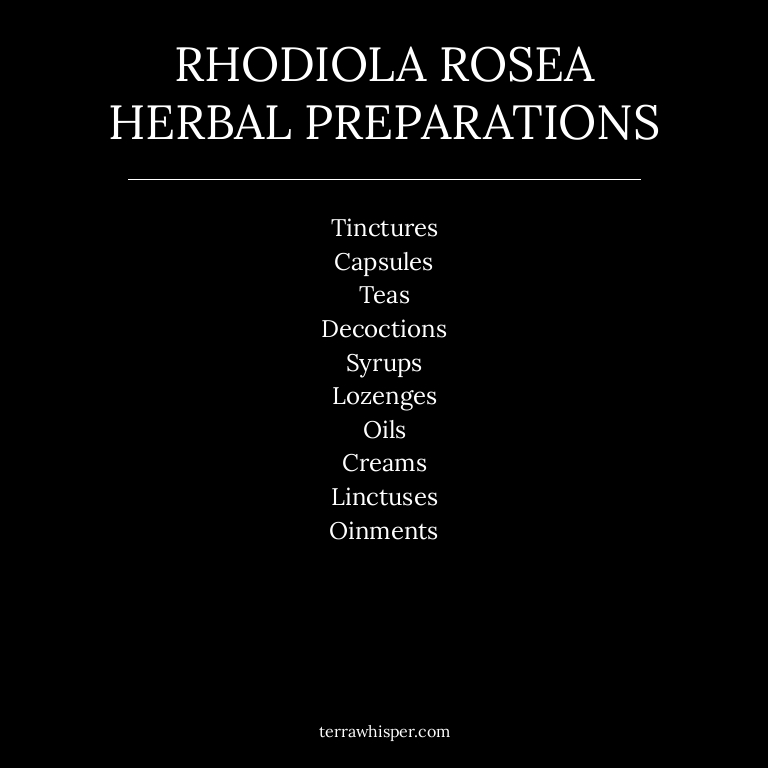 RHODIOLA ROSEA
HERBAL PREPARATIONS
Tinctures
Capsules
Teas
Decoctions
Syrups
Lozenges
Oils
Creams
Linctuses
Oinments
terrawhisper.com